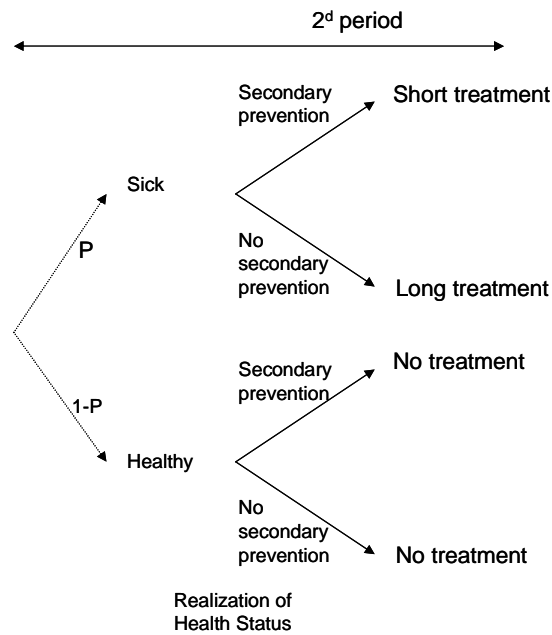 2ᵈ period
Secondary
prevention
Short treatment
Sick
P
No
secondary
prevention
Long treatment
Secondary
prevention
No treatment
1-P
Healthy
No
secondary
prevention
No treatment
Realization of
Health Status